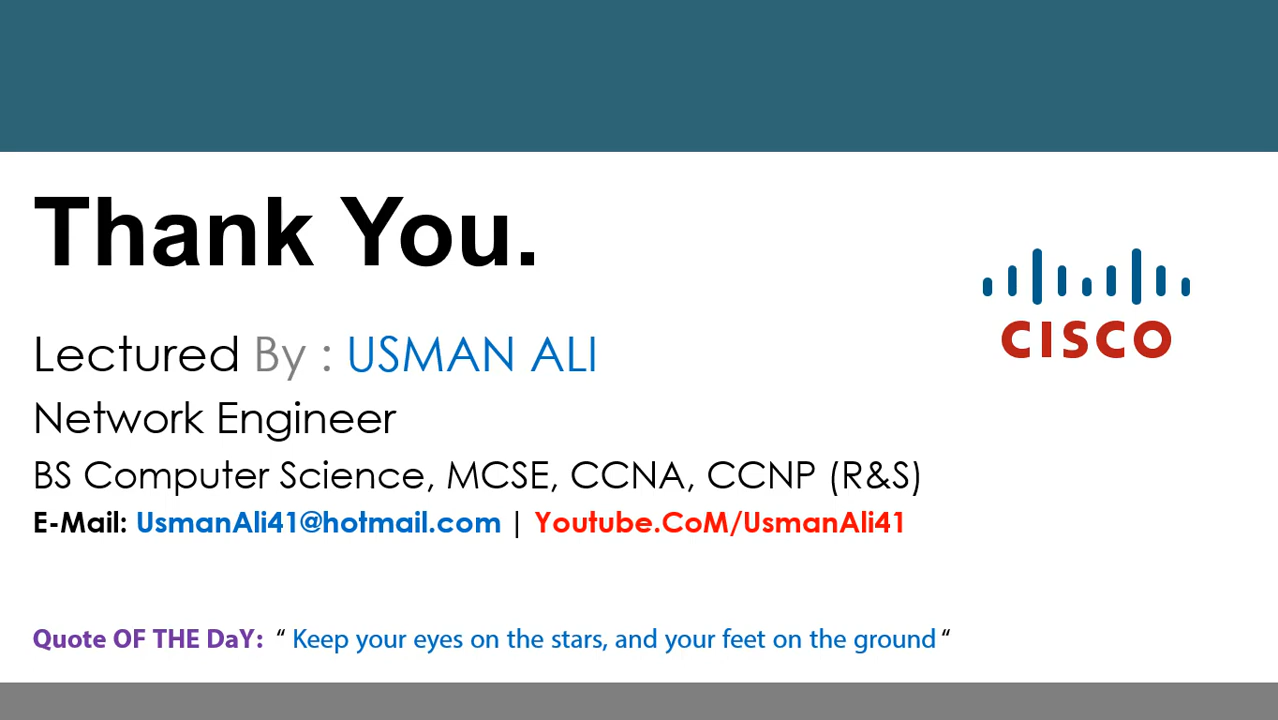 Thank You.
CISCO
Lectured By : USMAN ALI
Network Engineer
BS Computer Science, MCSE, CCNA, CCNP (R&S)
E-Mail: UsmanAli41@hotmail.com | Youtube.CoM/UsmanAli41
Quote OF THE DaY: “ Keep your eyes on the stars, and your feet on the ground “